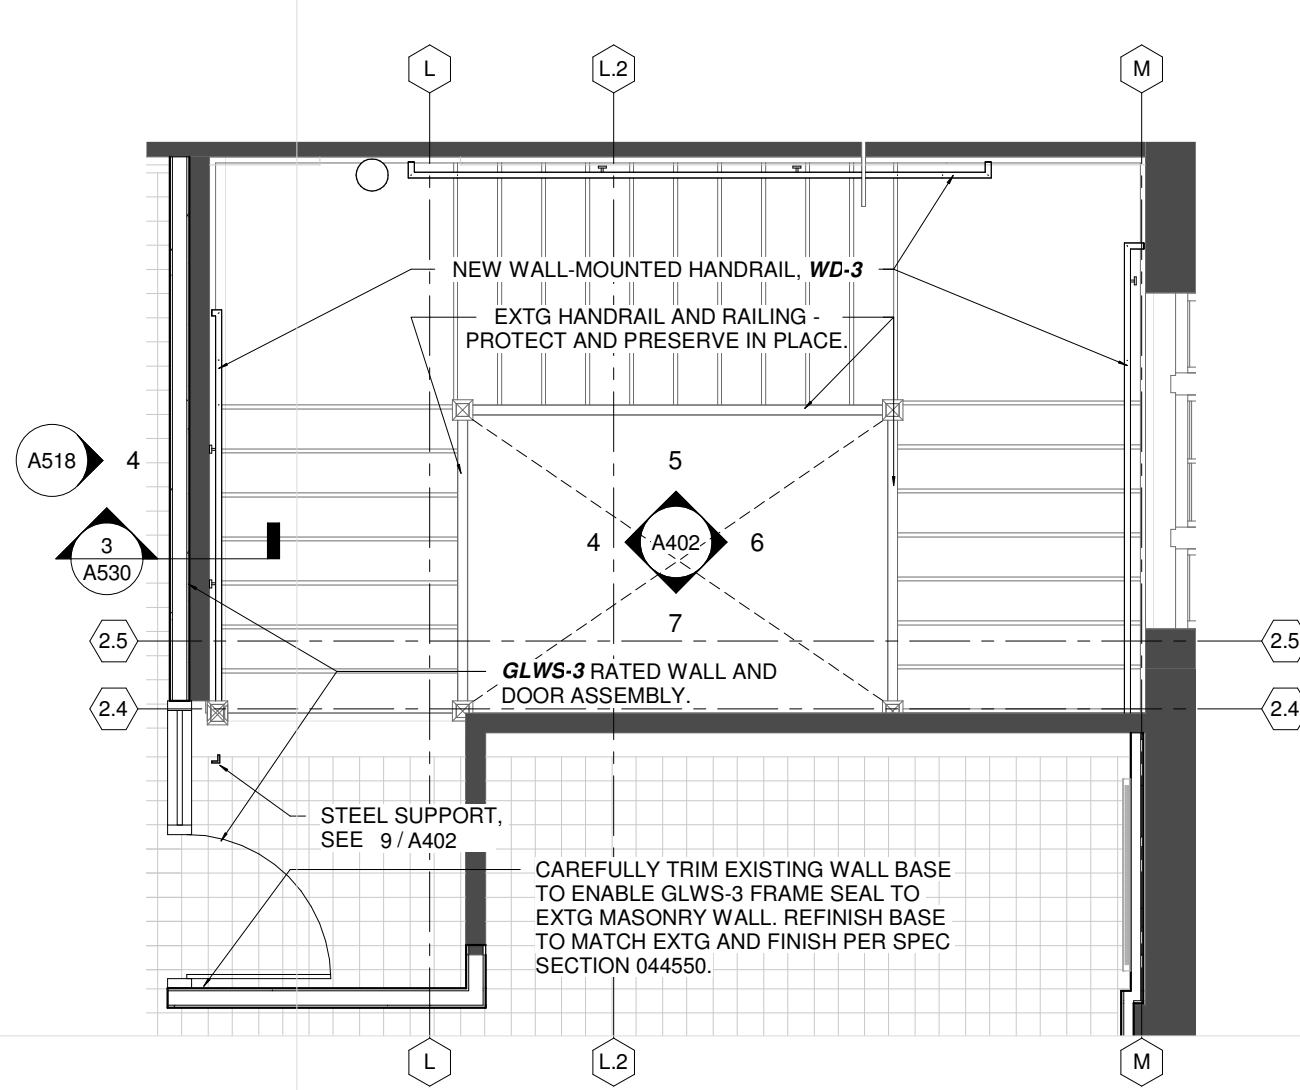 L
L.2
M
NEW WALL-MOUNTED HANDRAIL, WD-3
EXTG HANDRAIL AND RAILING -
PROTECT AND PRESERVE IN PLACE.
A518
4
5
3
A530
4
A402
6
7
2.5
2.5
GLWS-3 RATED WALL AND
DOOR ASSEMBLY.
2.4
2.4
STEEL SUPPORT,
SEE 9 / A402
CAREFULLY TRIM EXISTING WALL BASE
TO ENABLE GLWS-3 FRAME SEAL TO
EXTG MASONRY WALL. REFINISH BASE
TO MATCH EXTG AND FINISH PER SPEC
SECTION 044550.
L
L.2
M